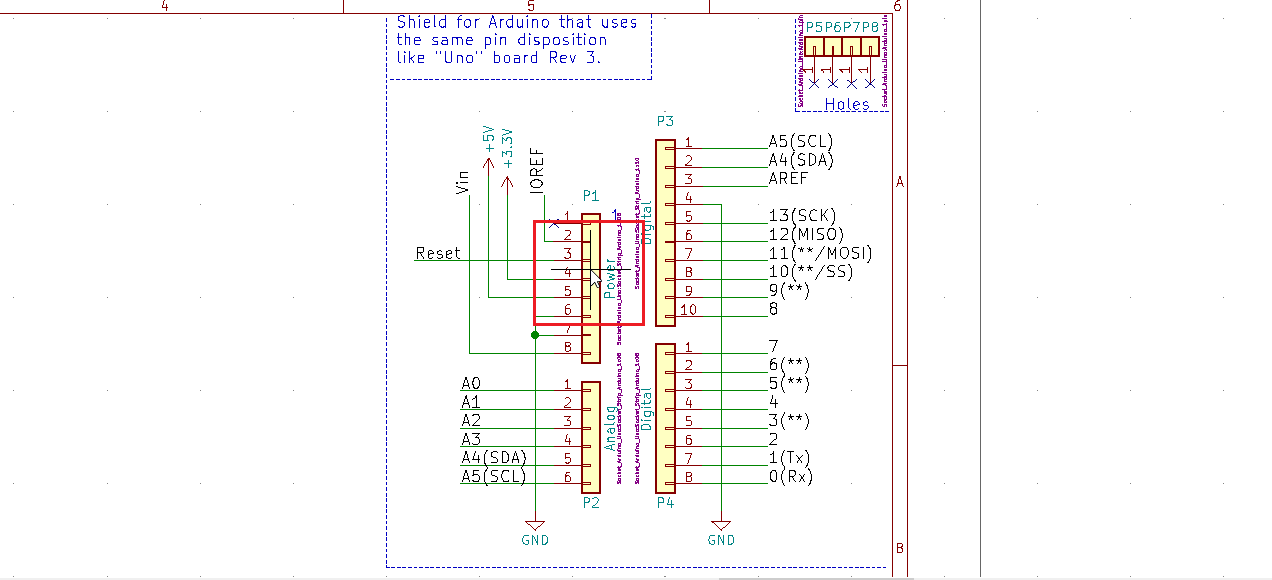 4
5
6
Shield for Arduino that uses
the same pin disposition
like "Uno" board Rev 3.
P5P6P7P8
1 1 1 1
Holes
A
B
+5V
+3.3V
Vin
IOREF
Reset
P1
1
1
2
3
4
5
6
7
8
Power
P3
1 A5(SCL)
2 A4(SDA)
3 AREF
4
5 13(SCK)
6 12(MISO)
7 11(**/MOSI)
8 10(**/SS)
9 9(**)
10 8
Digital
A0 1
A1 2
A2 3
A3 4
A4(SDA) 5
A5(SCL) 6
Analog
P2
1 7
2 6(**)
3 5(**)
4 4
5 3(**)
6 2
7 1(Tx)
8 0(Rx)
Digital
P4
GND
GND